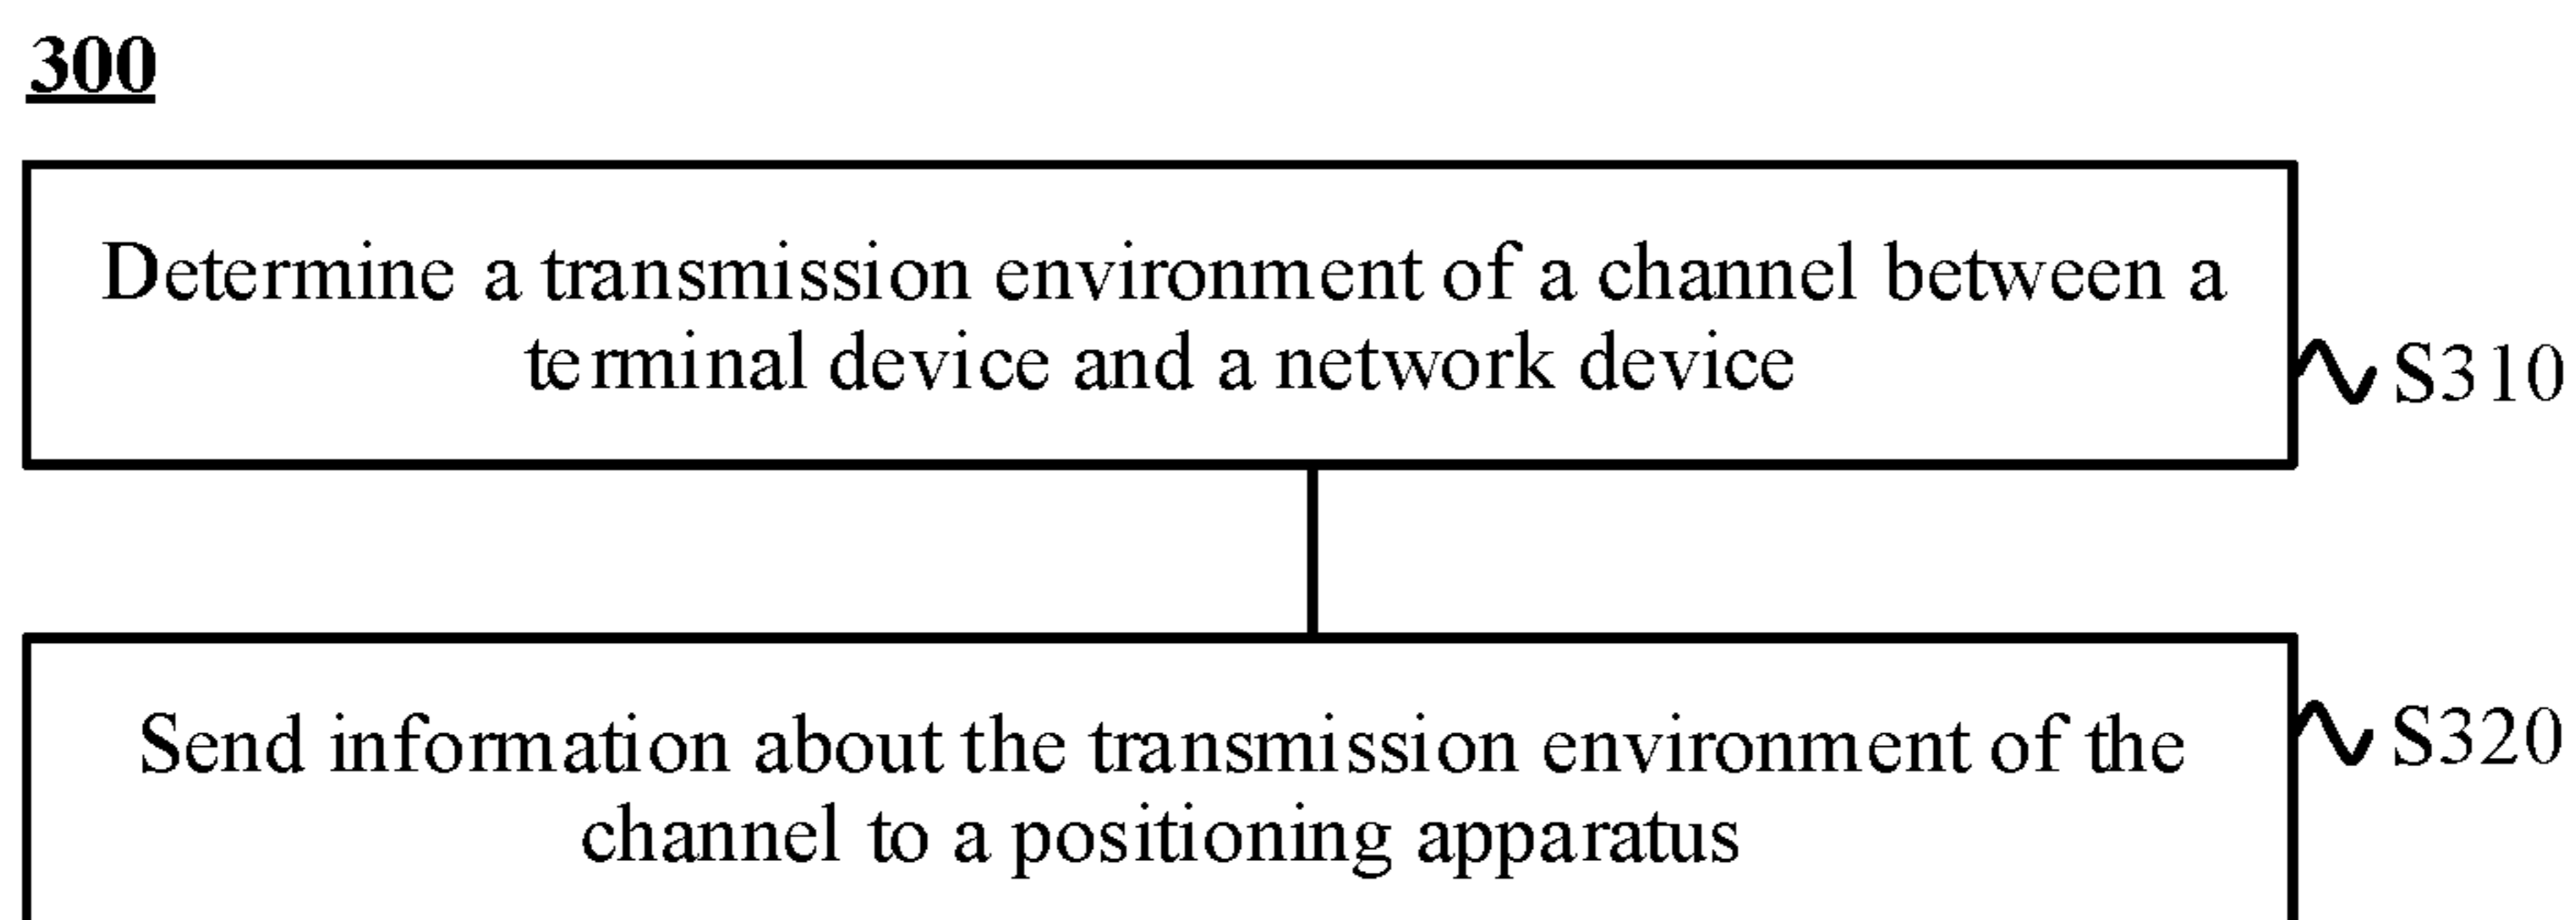 300
Determine a transmission environment of a channel between a
terminal device and a network device
S310
Send information about the transmission environment of the
channel to a positioning apparatus
S320